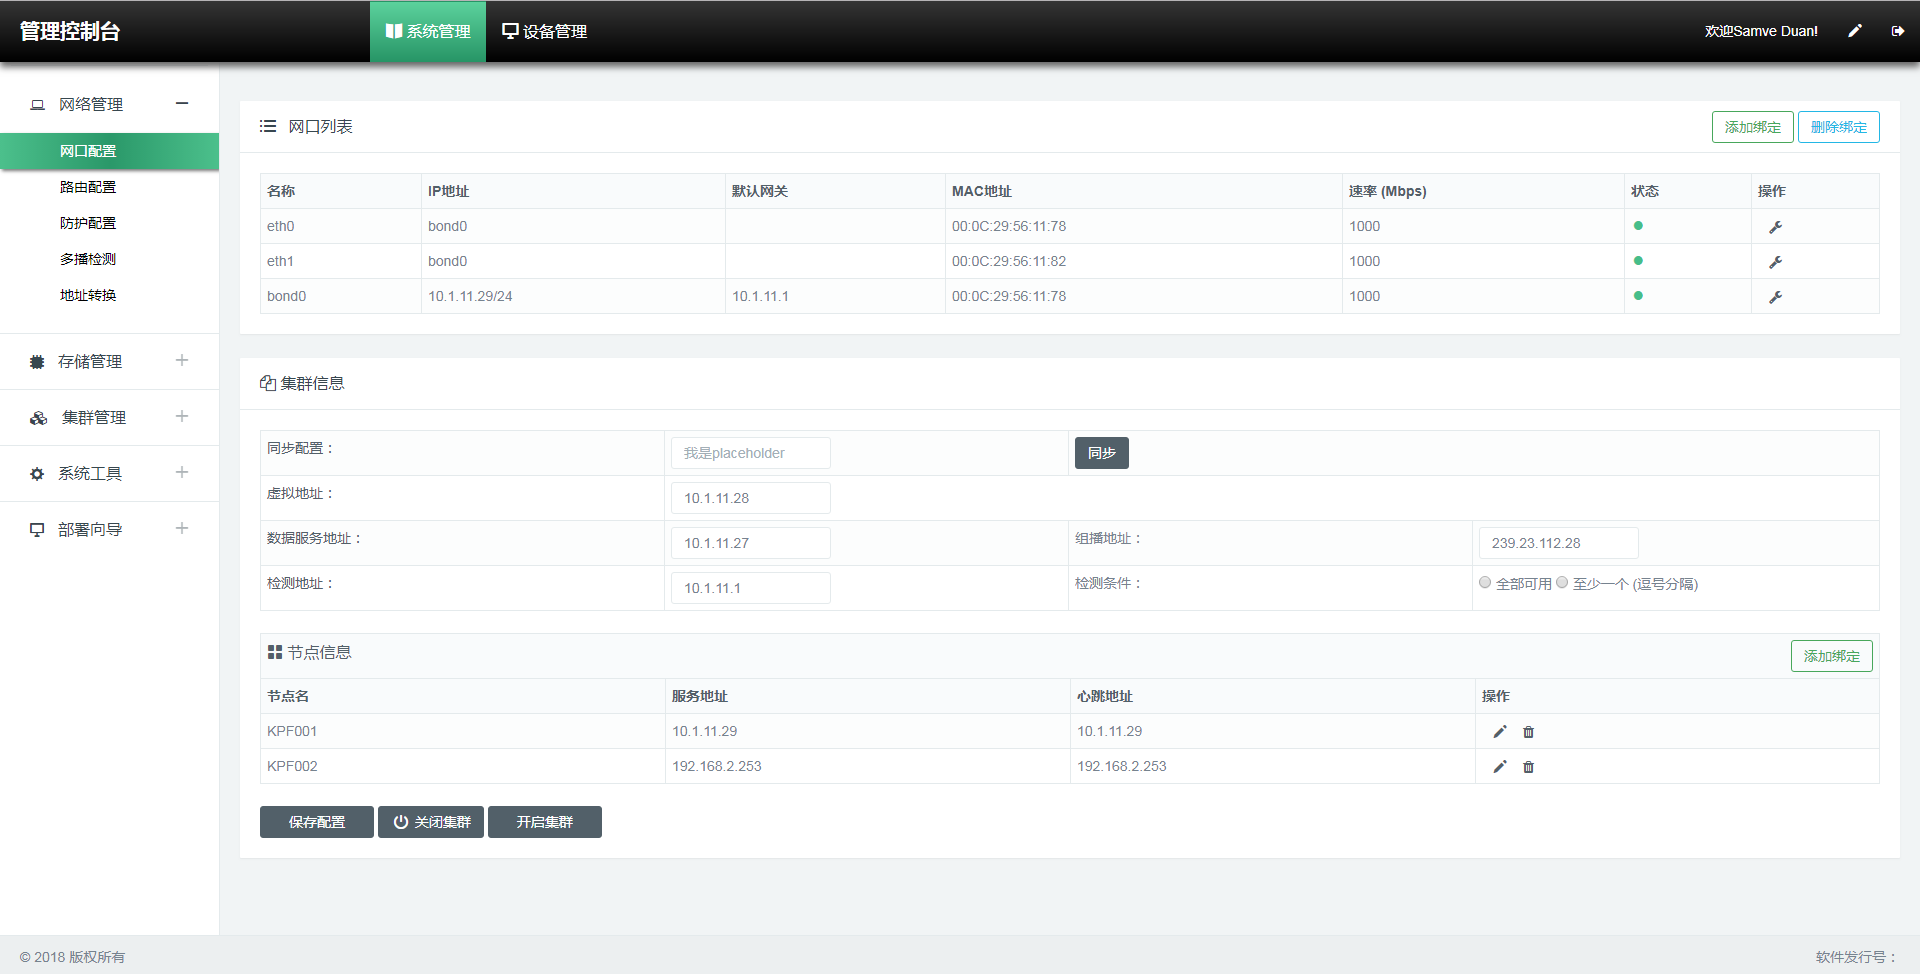 管理控制台 系统管理 设备管理 欢迎Samve Duan!
网络管理
网口配置
路由配置
防护配置
多播检测
地址转换
存储管理
集群管理
系统工具
部署向导
网口列表 添加绑定 删除绑定
名称 IP地址 默认网关 MAC地址 速率 (Mbps) 状态 操作
eth0 bond0 00:0C:29:56:11:78 1000
eth1 bond0 00:0C:29:56:11:82 1000
bond0 10.1.11.29/24 10.1.11.1 00:0C:29:56:11:78 1000
集群信息
同步配置： 我是placeholder 同步
虚拟地址： 10.1.11.28
数据服务地址： 10.1.11.27 组播地址： 239.23.112.28
检测地址： 10.1.11.1 检测条件： 全部可用 至少一个 (逗号分隔)
节点信息 添加绑定
节点名 服务地址 心跳地址 操作
KPF001 10.1.11.29 10.1.11.29
KPF002 192.168.2.253 192.168.2.253
保存配置 关闭集群 开启集群
© 2018 版权所有 软件发行号：